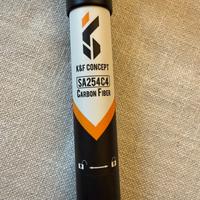 K&F CONCEPT
SA254C4
CARBON FIBER